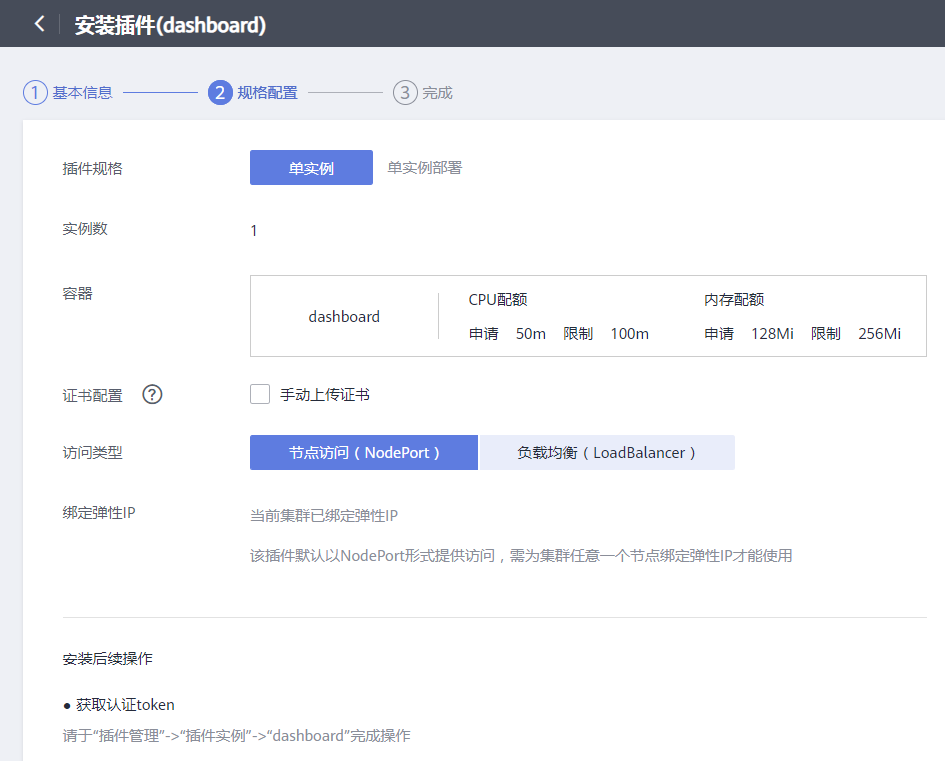 安装插件(dashboard)
1 基本信息 2 规格配置 3 完成
插件规格 单实例 单实例部署
实例数 1
容器 dashboard CPU配额 内存配额
申请 50m 限制 100m 申请 128Mi 限制 256Mi
证书配置 ? 手动上传证书
访问类型 节点访问（NodePort） 负载均衡（LoadBalancer）
绑定弹性IP 当前集群已绑定弹性IP
该插件默认以NodePort形式提供访问，需为集群任意一个节点绑定弹性IP才能使用
安装后续操作
● 获取认证token
请于“插件管理”->“插件实例”->“dashboard”完成操作